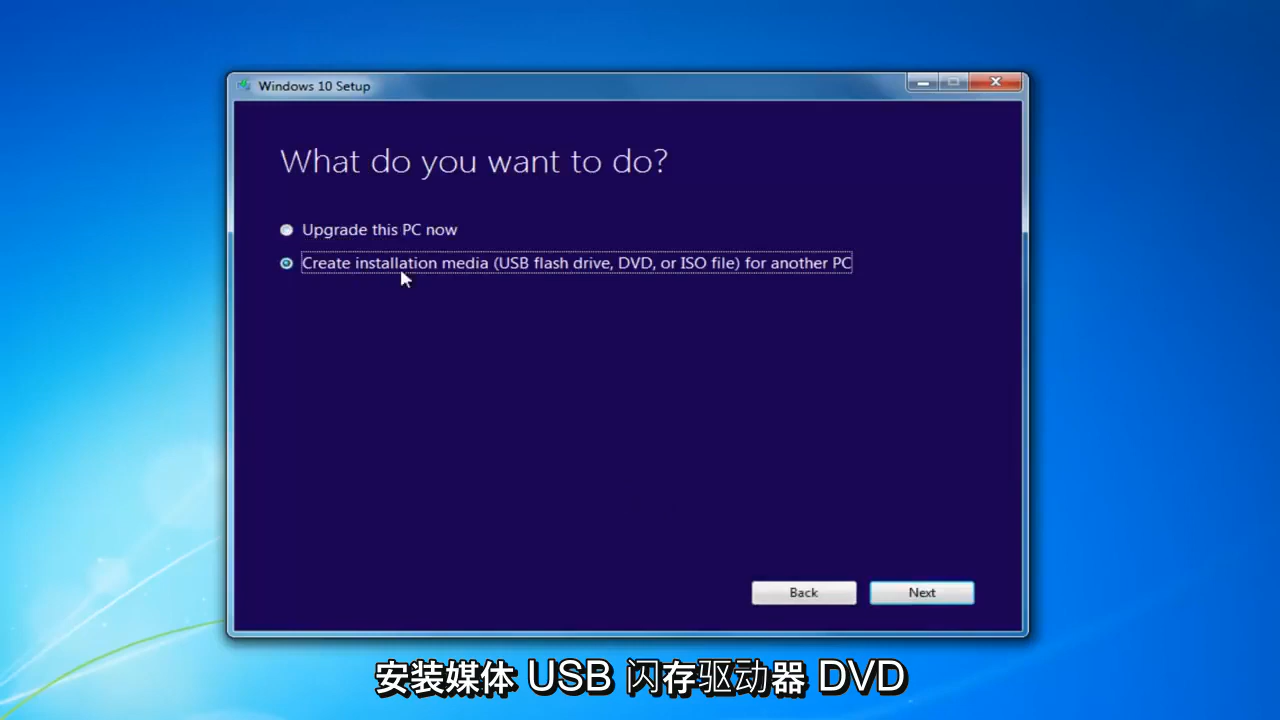 Windows 10 Setup
What do you want to do?
Upgrade this PC now
Create installation media (USB flash drive, DVD, or ISO file) for another PC
Back
Next
安装媒体 USB 闪存驱动器 DVD